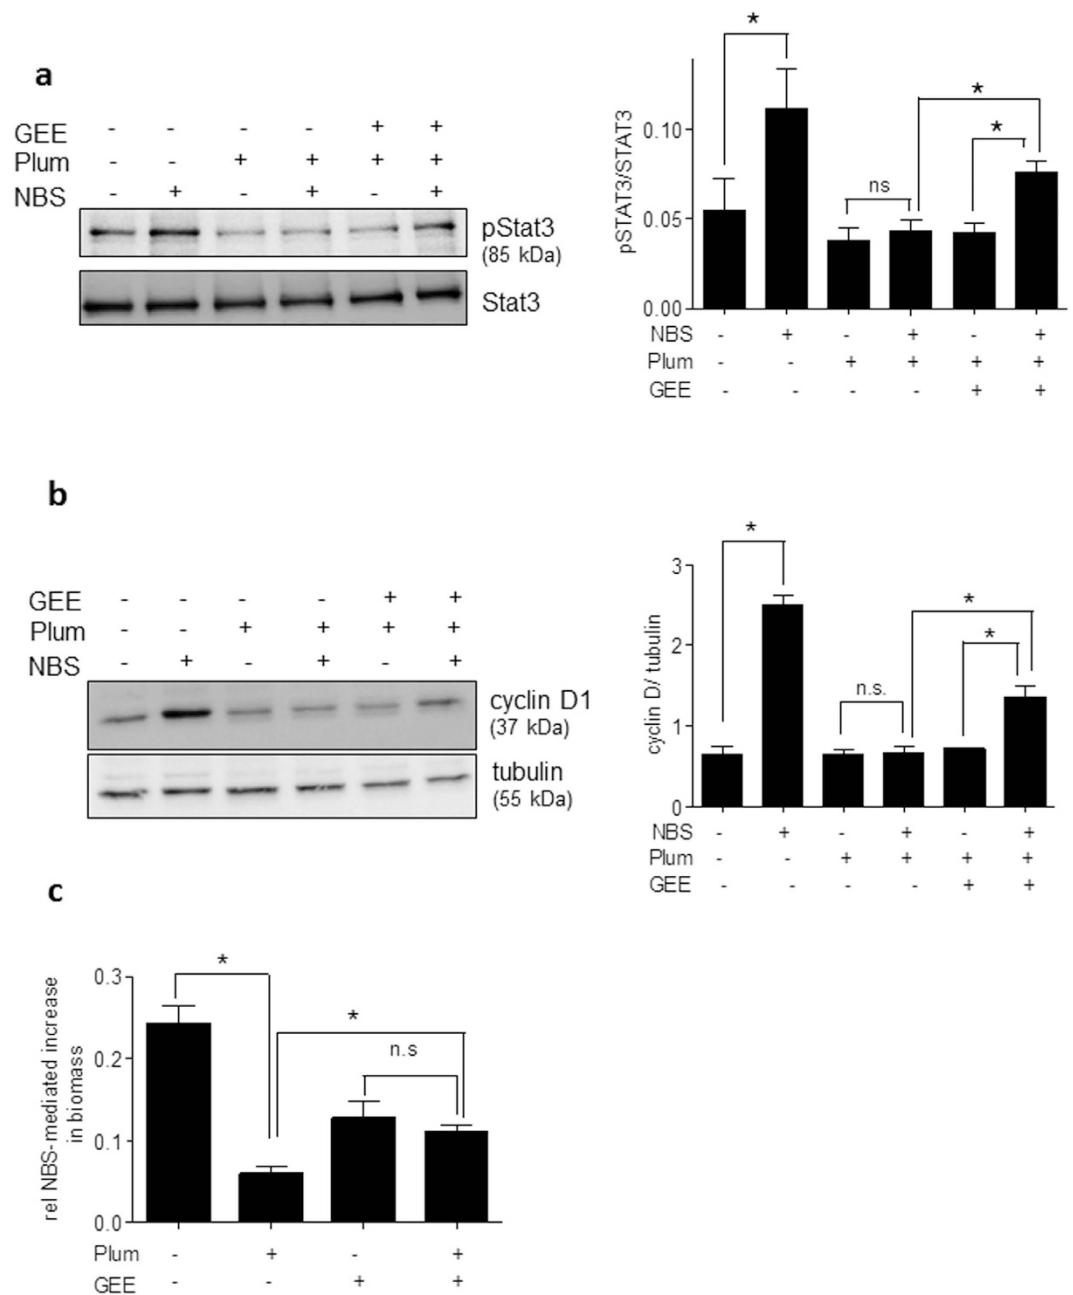 a
GEE - - - - + +
Plum - - + + + +
NBS - + - + - +
pStat3
(85 kDa)
Stat3
*
*
*
ns
pSTAT3/STAT3
0.10
0.05
0.00
NBS - + - + - +
Plum - - + + + +
GEE - - - - + +
b
GEE - - - - + +
Plum - - + + + +
NBS - + - + - +
cyclin D1
(37 kDa)
tubulin
(55 kDa)
*
*
*
n.s.
cyclin D/ tubulin
3
2
1
0
NBS - + - + - +
Plum - - + + + +
GEE - - - - + +
c
*
*
n.s
rel NBS-mediated increase
in biomass
0.3
0.2
0.1
0.0
Plum - + - +
GEE - - + +